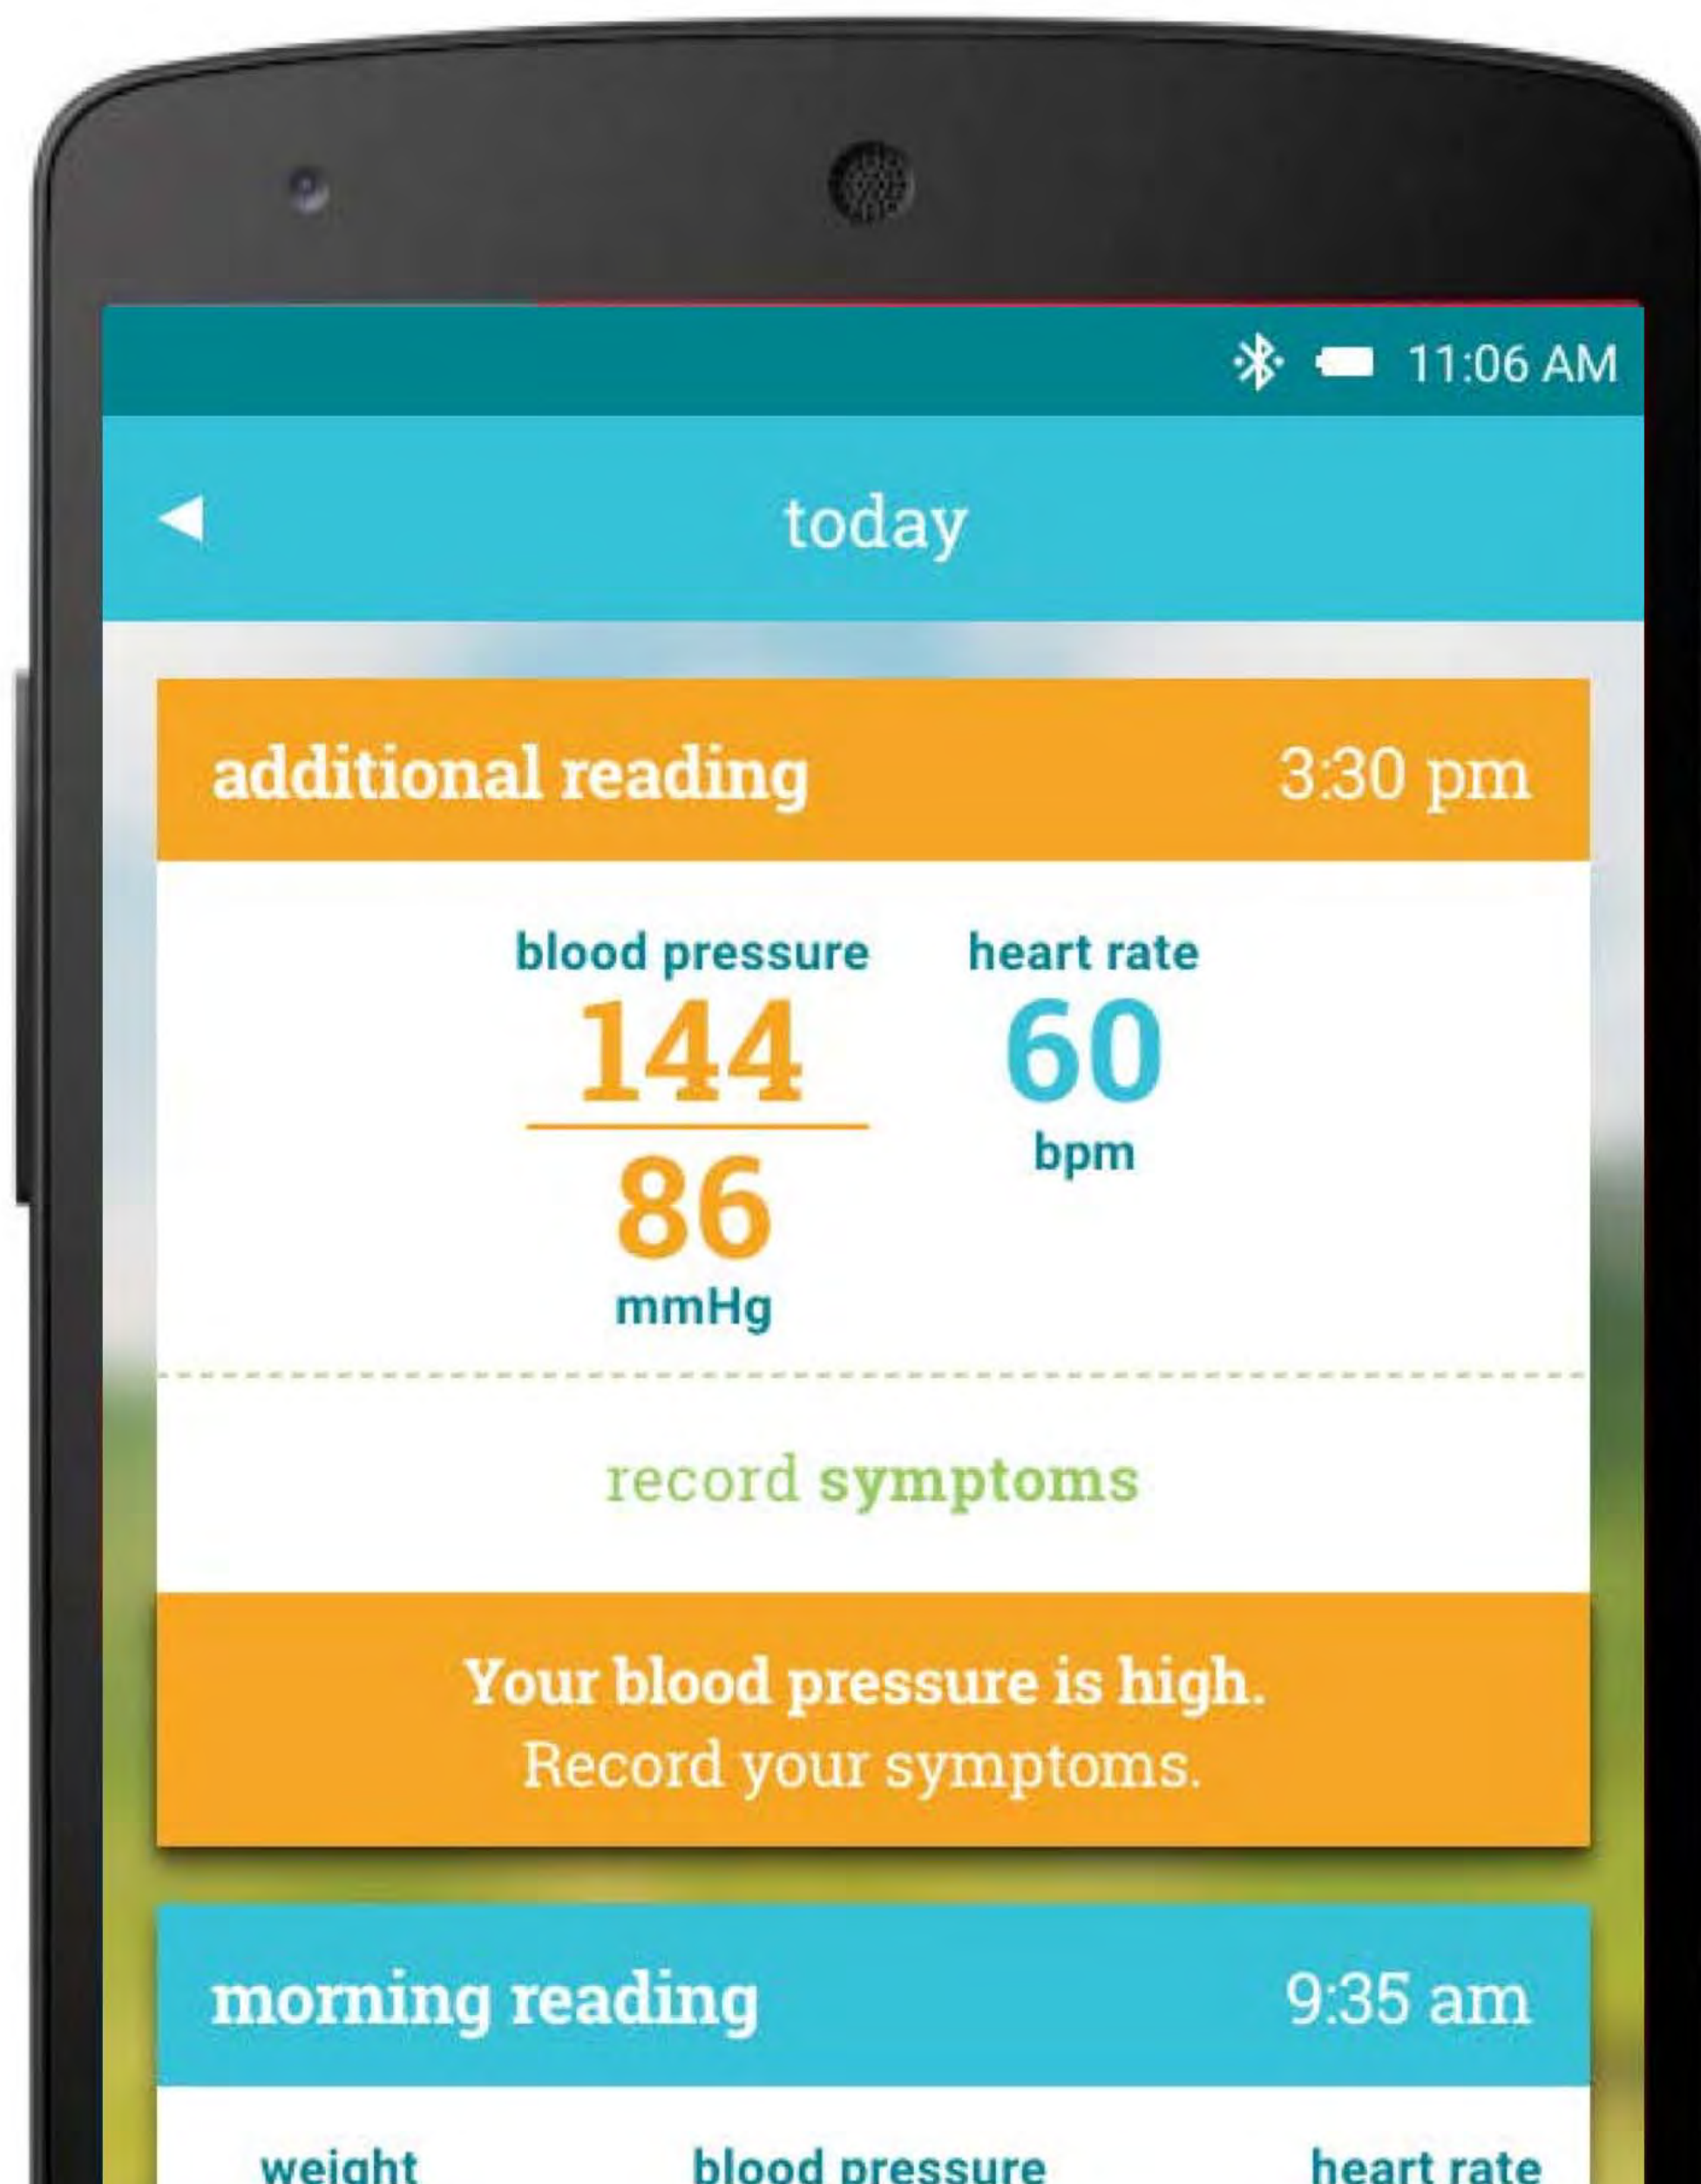 11:06 AM
today
additional reading 3:30 pm
blood pressure heart rate
144 60
86 bpm
mmHg
record symptoms
Your blood pressure is high.
Record your symptoms.
morning reading 9:35 am
weight blood pressure heart rate